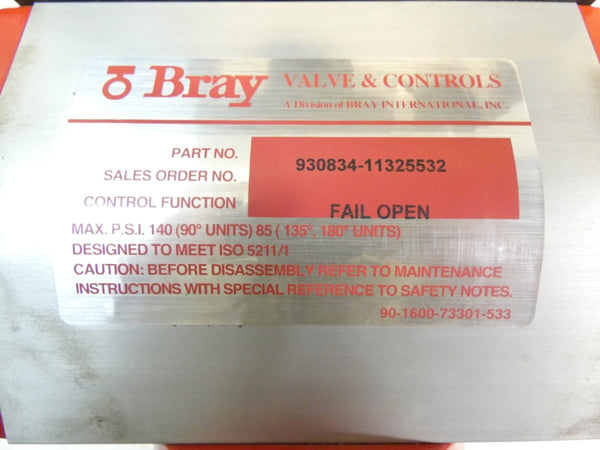 Bray VALVE & CONTROLS
A Division of BRAY INTERNATIONAL, INC.
PART NO. 930834-11325532
SALES ORDER NO.
CONTROL FUNCTION FAIL OPEN
MAX. P.S.I. 140 (90° UNITS) 85 ( 135°, 180° UNITS)
DESIGNED TO MEET ISO 5211/1
CAUTION: BEFORE DISASSEMBLY REFER TO MAINTENANCE
INSTRUCTIONS WITH SPECIAL REFERENCE TO SAFETY NOTES.
90-1600-73301-533